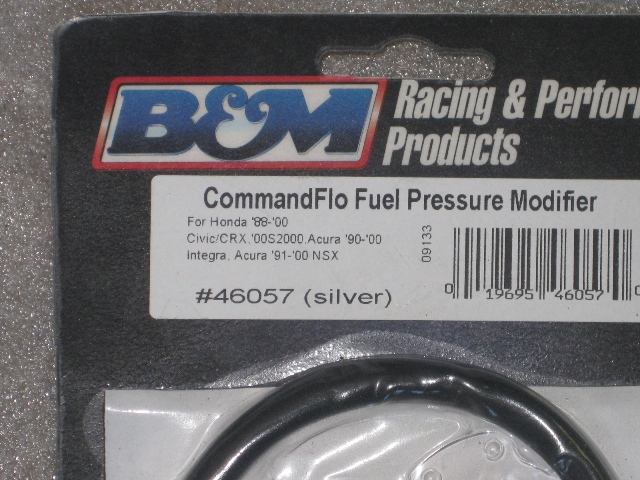 B&M
Racing & Perfor
Products
CommandFlo Fuel Pressure Modifier
For Honda '88-'00
Civic/CRX,'00S2000,Acura '90-'00
Integra, Acura '91-'00 NSX
#46057 (silver)
09133
0 19695 46057 0